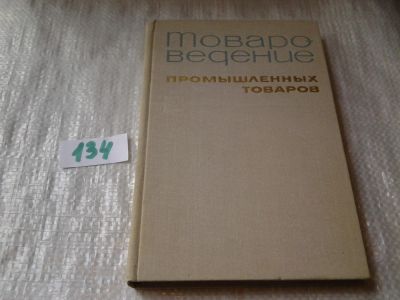 Товаро-
ведение
ПРОМЫШЛЕННЫХ
ТОВАРОВ
134